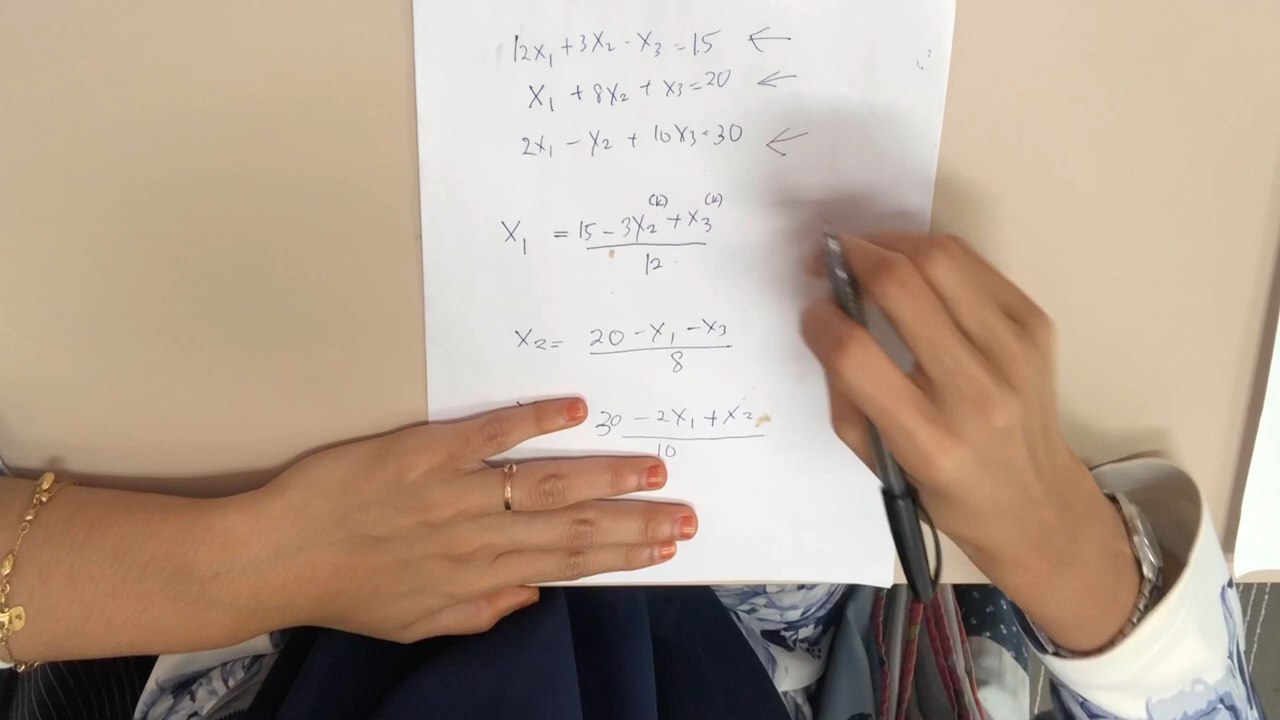 12x₁ + 3x₂ - x₃ = 15 ←
x₁ + 8x₂ + x₃ = 20 ←
2x₁ - x₂ + 10x₃ = 30 ←
x₁ = (15 - 3x₂⁽ᵏ⁾ + x₃⁽ᵏ⁾) / 12
x₂ = (20 - x₁ - x₃) / 8
(30 - 2x₁ + x₂) / 10